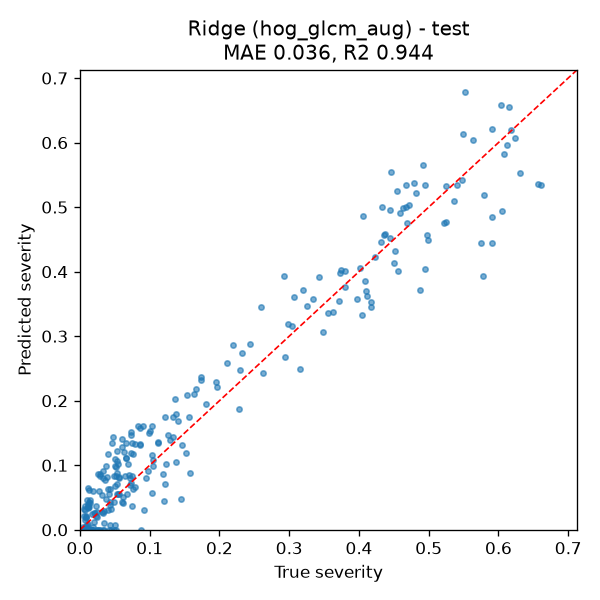 Ridge (hog_glcm_aug) - test
MAE 0.036, R2 0.944
0.7
0.6
0.5
0.4
0.3
0.2
0.1
0.0
Predicted severity
0.0 0.1 0.2 0.3 0.4 0.5 0.6 0.7
True severity